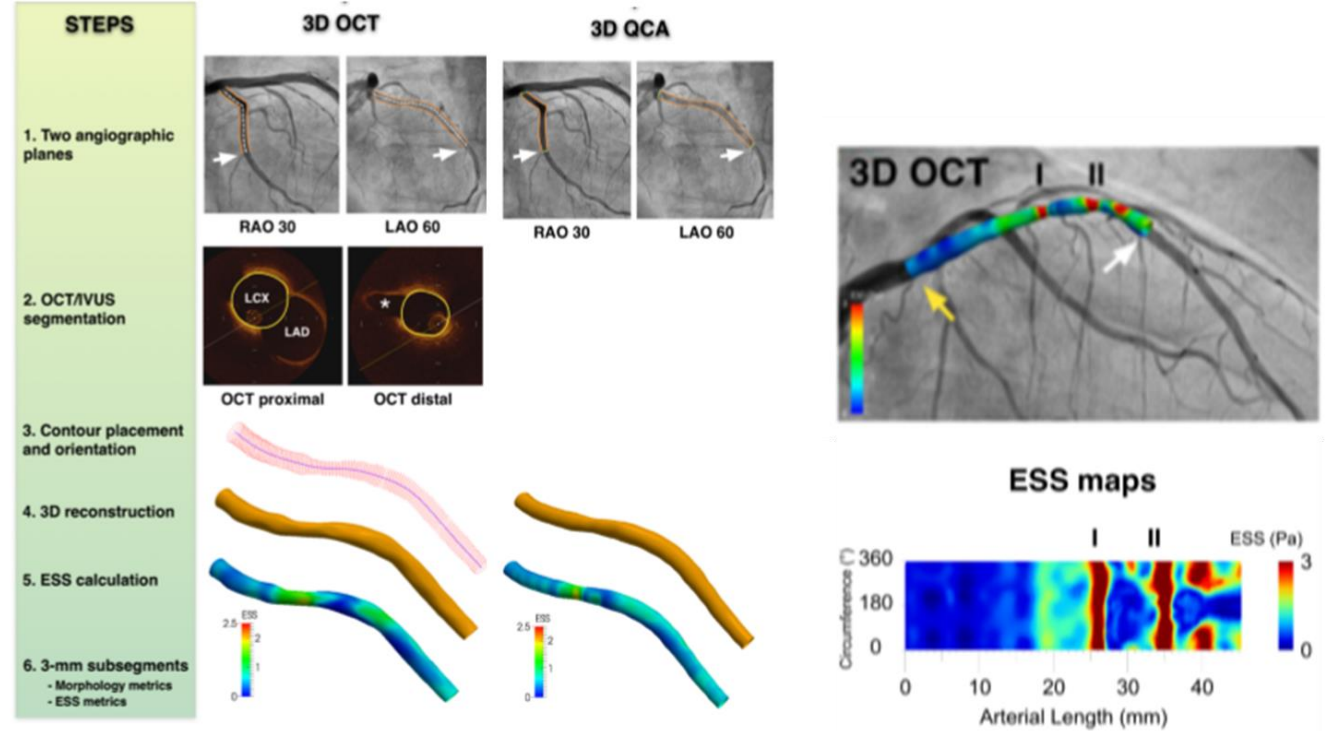 STEPS
3D OCT
3D QCA
1. Two angiographic
planes
RAO 30
LAO 60
RAO 30
LAO 60
2. OCT/IVUS
segmentation
LCX
LAD
*
OCT proximal
OCT distal
3. Contour placement
and orientation
4. 3D reconstruction
5. ESS calculation
ESS
2.5
2
1
0
ESS
2.5
2
1
0
6. 3-mm subsegments
- Morphology metrics
- ESS metrics
3D OCT
I
II
ESS maps
I
II
ESS (Pa)
3
0
Circumference (°)
360
180
0
0
10
20
30
40
Arterial Length (mm)